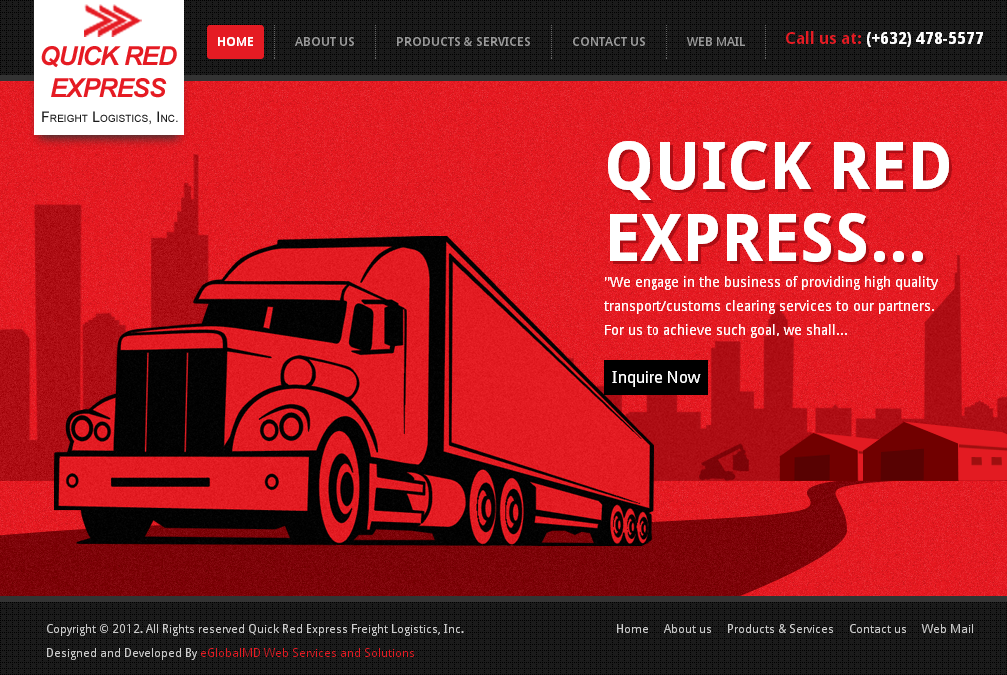 QUICK RED
EXPRESS
FREIGHT LOGISTICS, INC.
HOME
ABOUT US
PRODUCTS & SERVICES
CONTACT US
WEB MAIL
Call us at: (+632) 478-5577
QUICK RED
EXPRESS...
"We engage in the business of providing high quality
transport/customs clearing services to our partners.
For us to achieve such goal, we shall...
Inquire Now
Copyright © 2012. All Rights reserved Quick Red Express Freight Logistics, Inc.
Home
About us
Products & Services
Contact us
Web Mail
Designed and Developed By eGlobalMD Web Services and Solutions